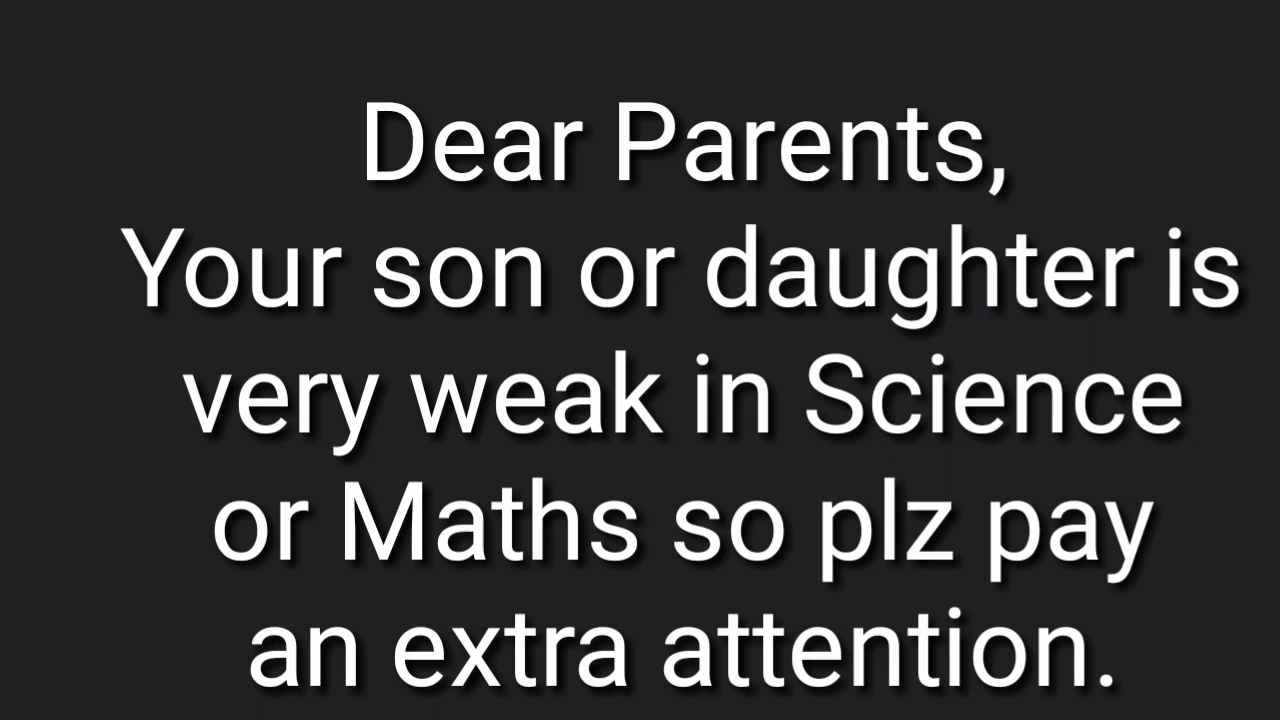 Dear Parents,
Your son or daughter is
very weak in Science
or Maths so plz pay
an extra attention.